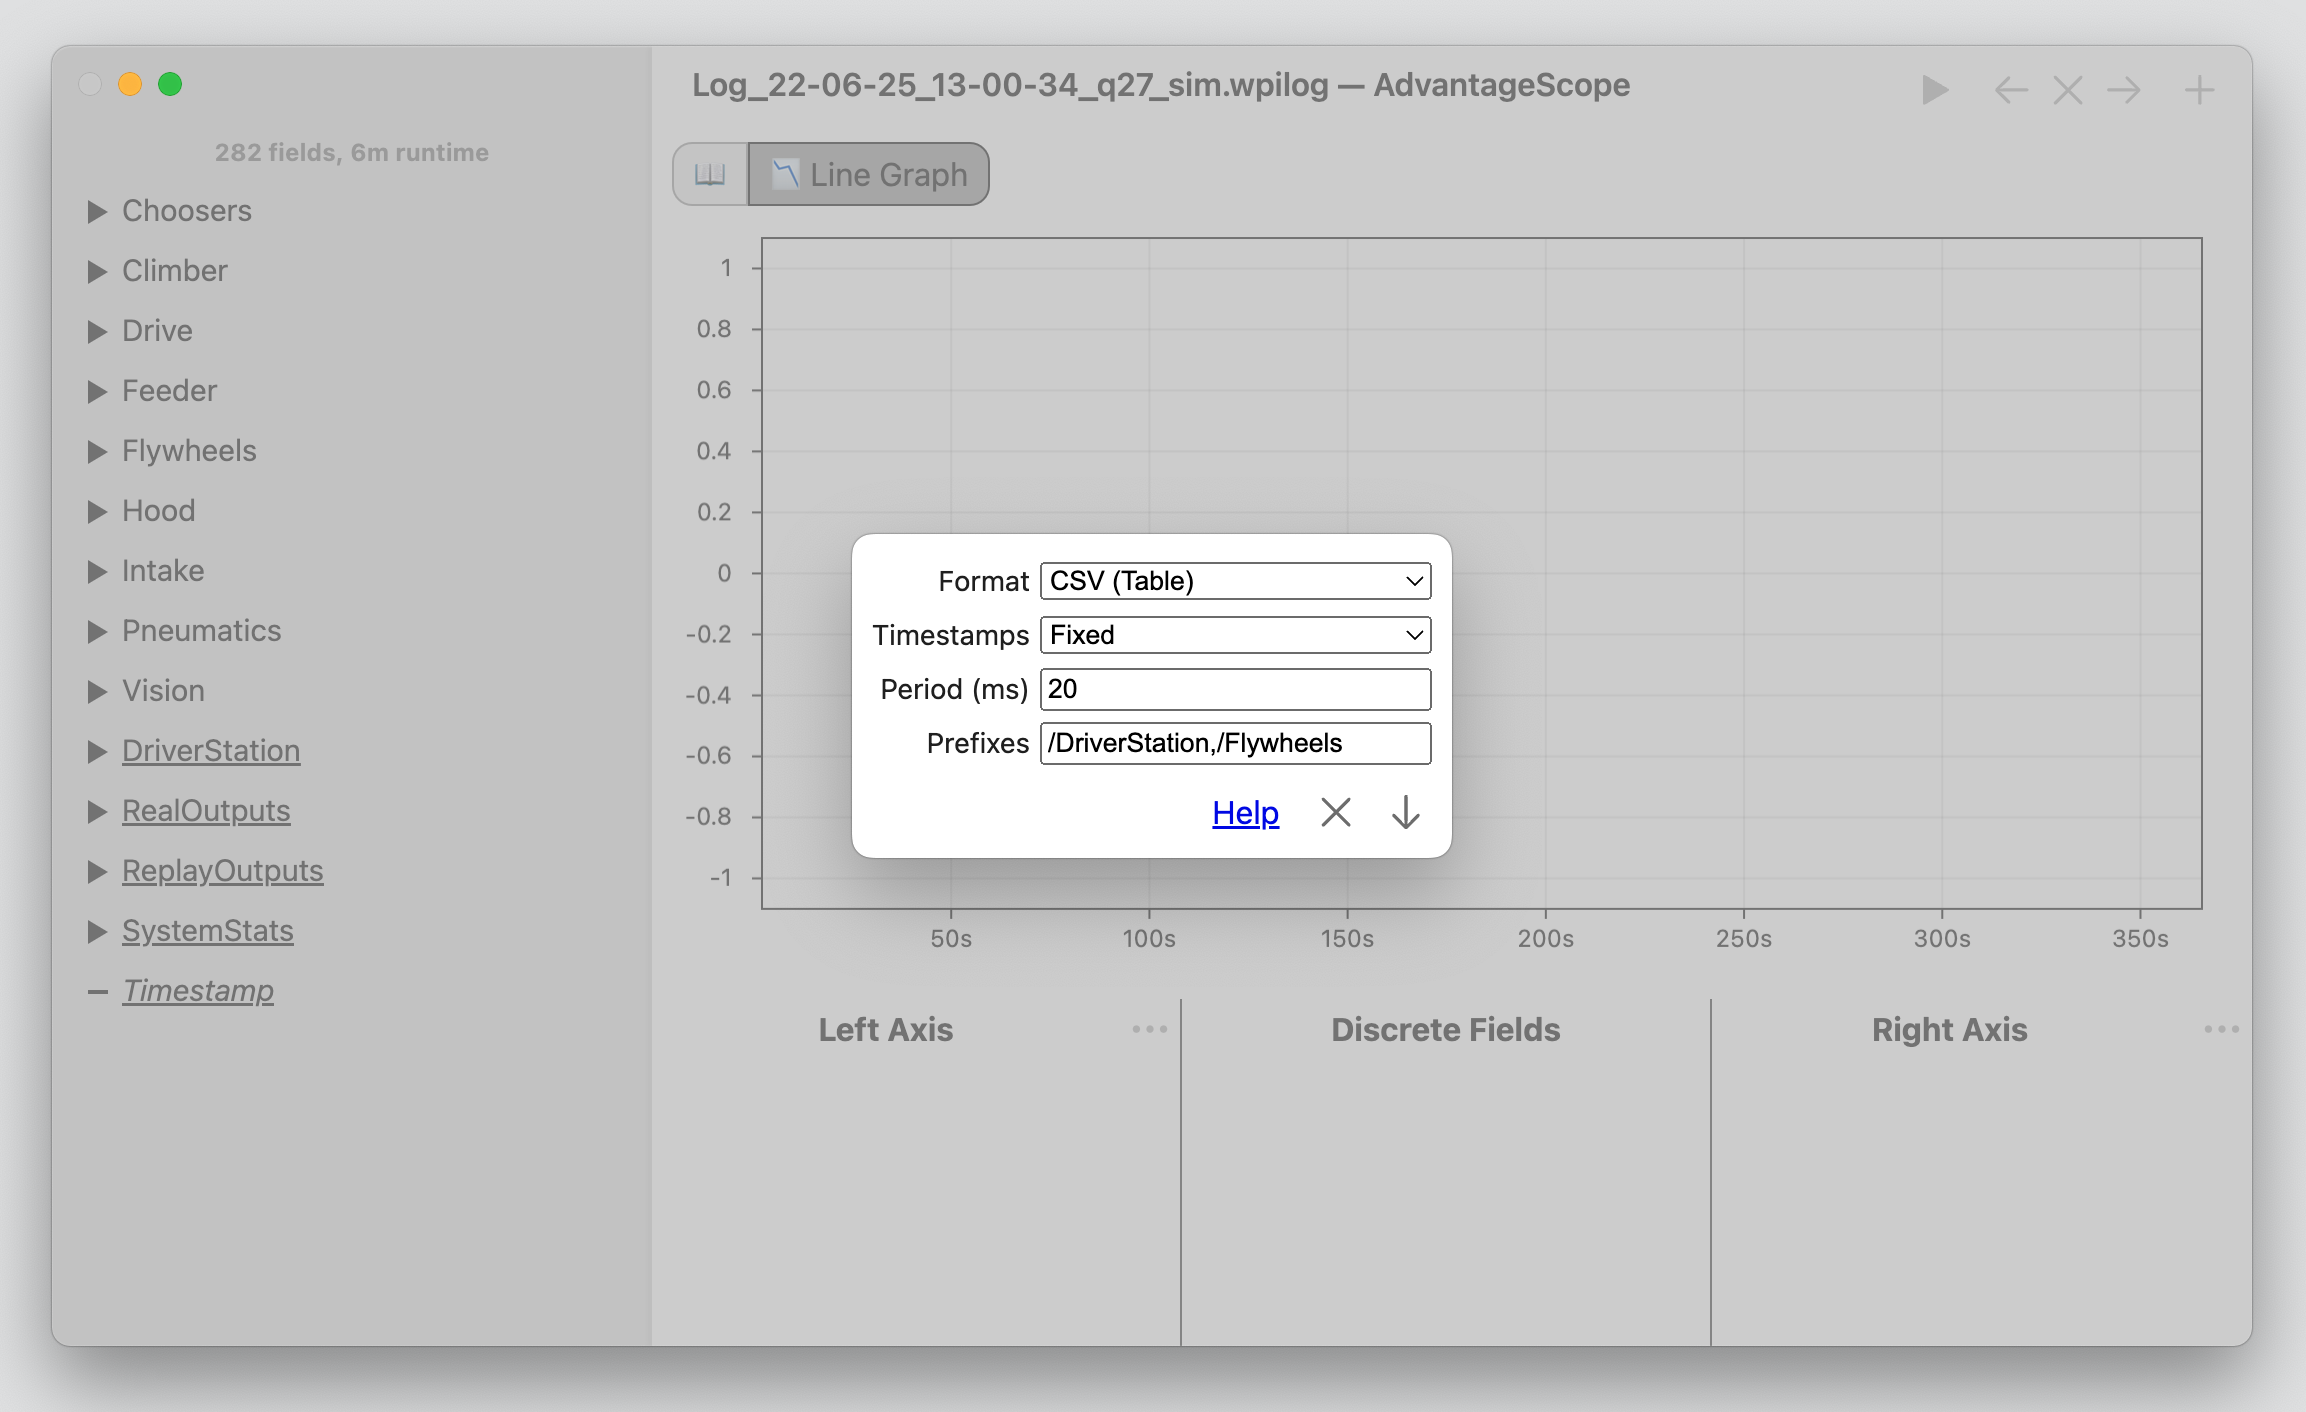 Log_22-06-25_13-00-34_q27_sim.wpilog — AdvantageScope
282 fields, 6m runtime
Choosers
Climber
Drive
Feeder
Flywheels
Hood
Intake
Pneumatics
Vision
DriverStation
RealOutputs
ReplayOutputs
SystemStats
Timestamp
Line Graph
1
0.8
0.6
0.4
0.2
0
-0.2
-0.4
-0.6
-0.8
-1
50s 100s 150s 200s 250s 300s 350s
Format CSV (Table)
Timestamps Fixed
Period (ms) 20
Prefixes /DriverStation,/Flywheels
Help
Left Axis
Discrete Fields
Right Axis